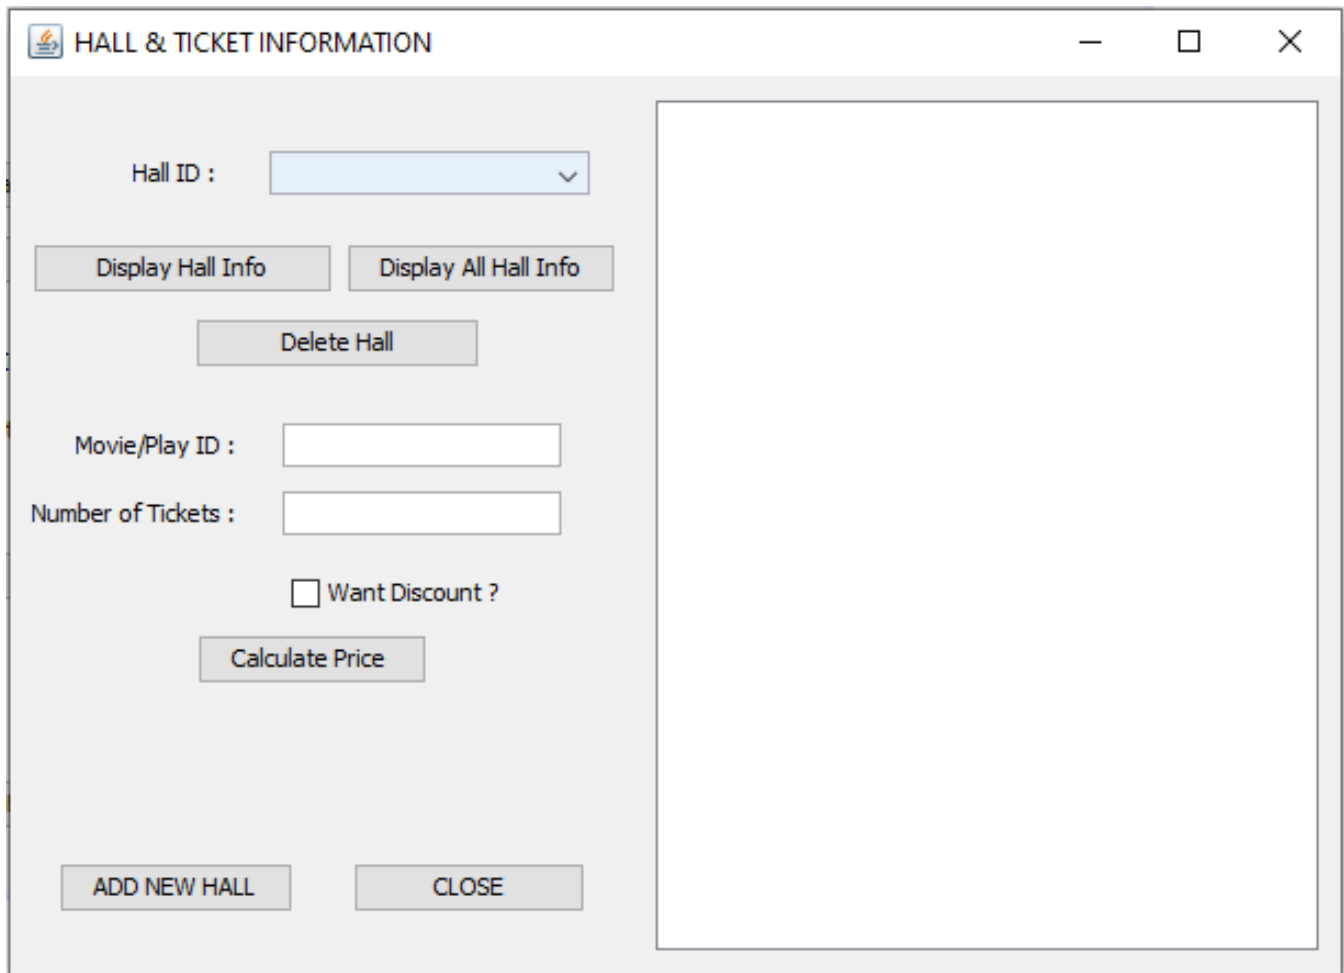 HALL & TICKET INFORMATION
Hall ID :
Display Hall Info
Display All Hall Info
Delete Hall
Movie/Play ID :
Number of Tickets :
Want Discount ?
Calculate Price
ADD NEW HALL
CLOSE